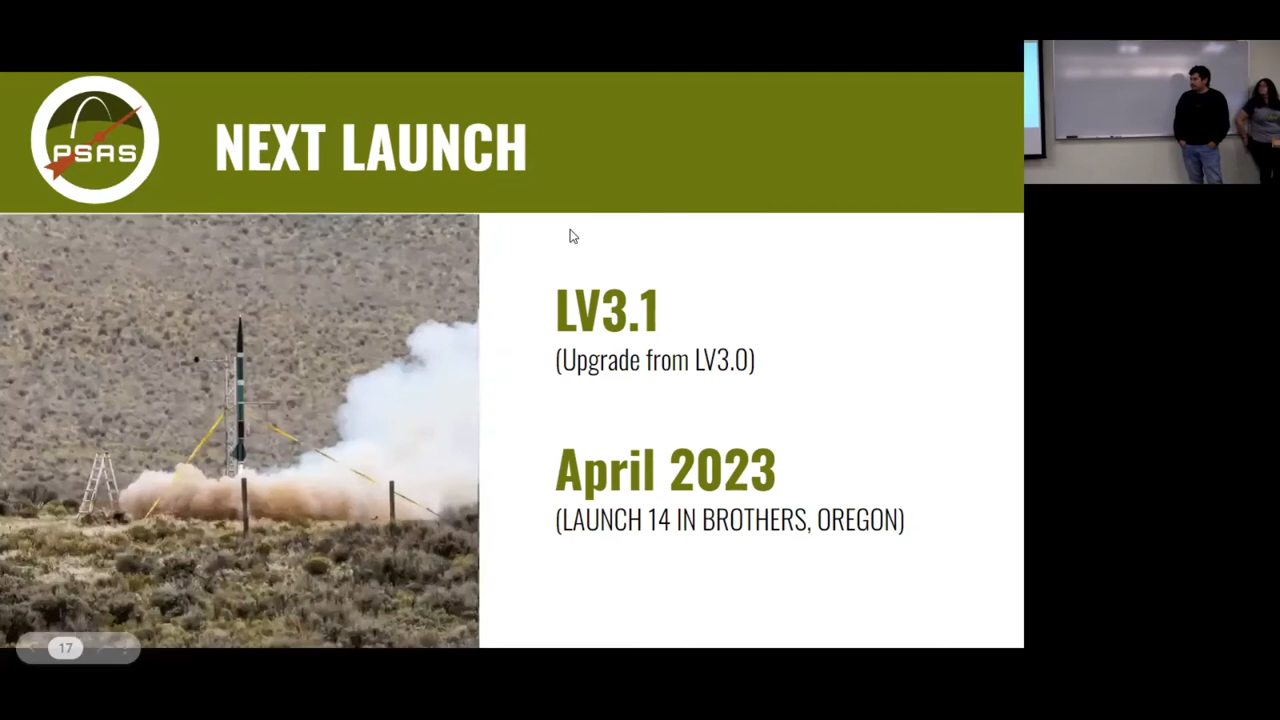 PSAS
NEXT LAUNCH
LV3.1
(Upgrade from LV3.0)
April 2023
(LAUNCH 14 IN BROTHERS, OREGON)
17